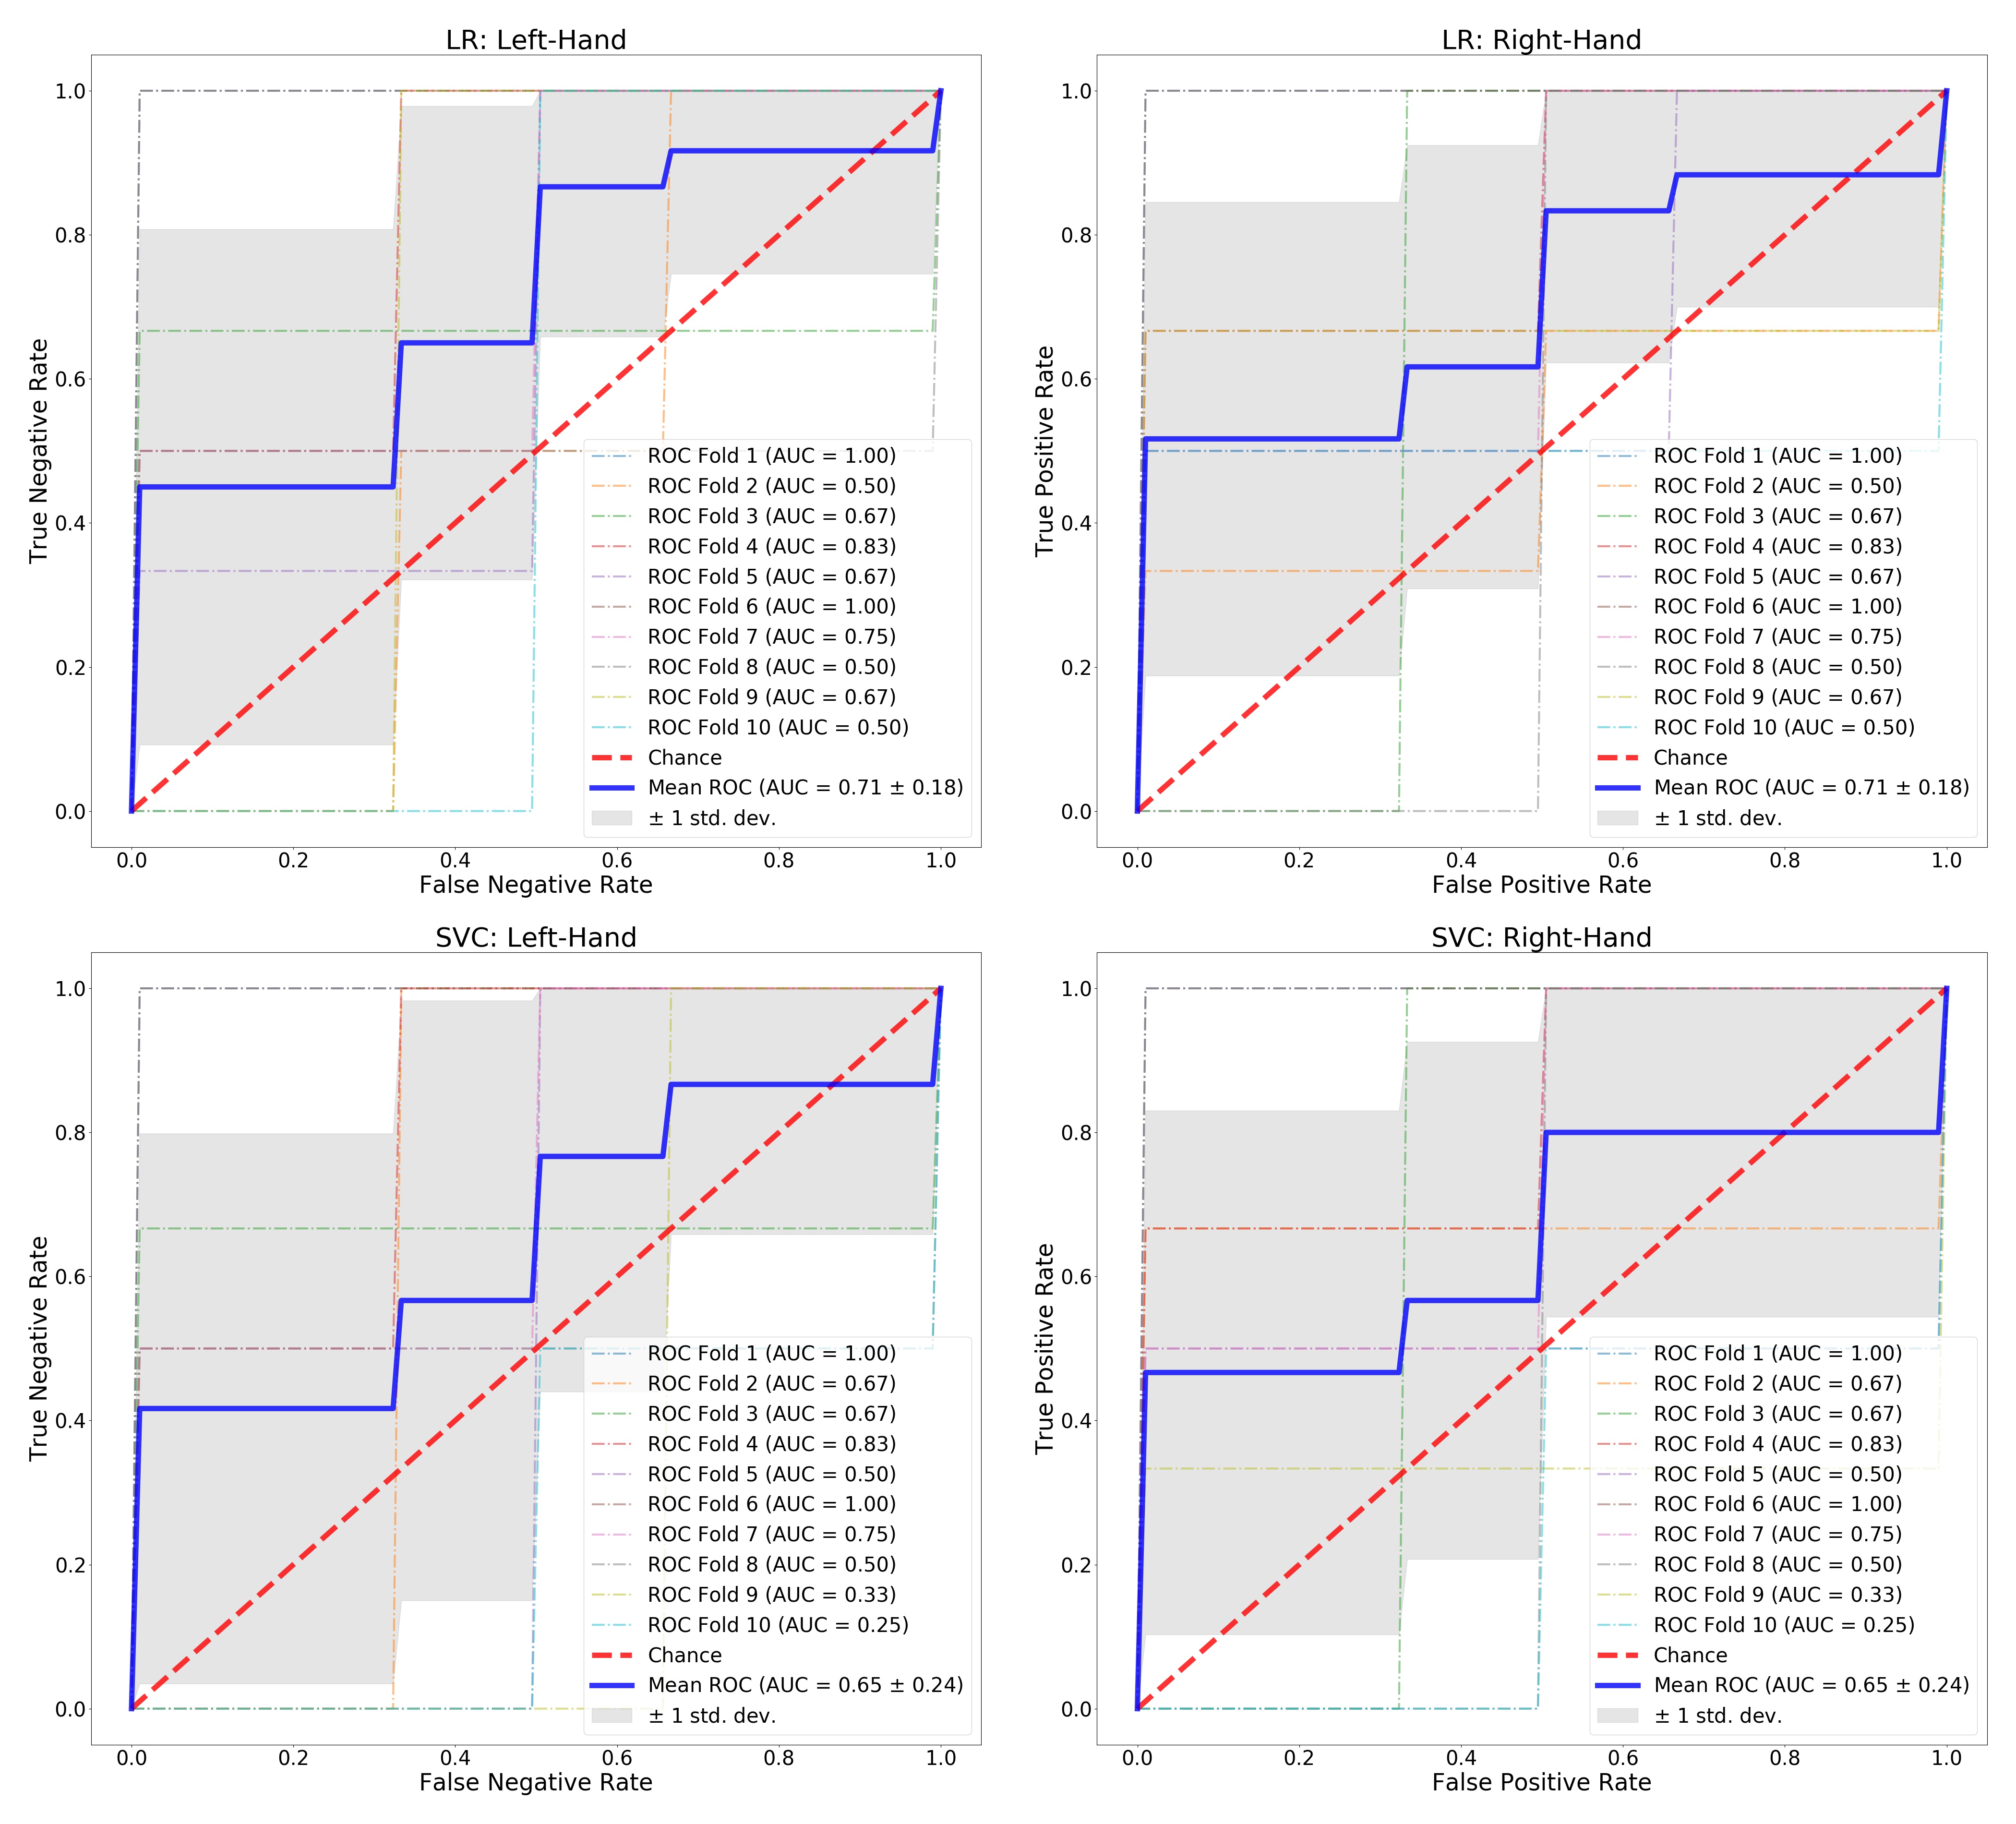 LR: Left-Hand
True Negative Rate
1.0
0.8
0.6
0.4
0.2
0.0
ROC Fold 1 (AUC = 1.00)
ROC Fold 2 (AUC = 0.50)
ROC Fold 3 (AUC = 0.67)
ROC Fold 4 (AUC = 0.83)
ROC Fold 5 (AUC = 0.67)
ROC Fold 6 (AUC = 1.00)
ROC Fold 7 (AUC = 0.75)
ROC Fold 8 (AUC = 0.50)
ROC Fold 9 (AUC = 0.67)
ROC Fold 10 (AUC = 0.50)
Chance
Mean ROC (AUC = 0.71 ± 0.18)
± 1 std. dev.
0.0 0.2 0.4 0.6 0.8 1.0
False Negative Rate
LR: Right-Hand
True Positive Rate
1.0
0.8
0.6
0.4
0.2
0.0
ROC Fold 1 (AUC = 1.00)
ROC Fold 2 (AUC = 0.50)
ROC Fold 3 (AUC = 0.67)
ROC Fold 4 (AUC = 0.83)
ROC Fold 5 (AUC = 0.67)
ROC Fold 6 (AUC = 1.00)
ROC Fold 7 (AUC = 0.75)
ROC Fold 8 (AUC = 0.50)
ROC Fold 9 (AUC = 0.67)
ROC Fold 10 (AUC = 0.50)
Chance
Mean ROC (AUC = 0.71 ± 0.18)
± 1 std. dev.
0.0 0.2 0.4 0.6 0.8 1.0
False Positive Rate
SVC: Left-Hand
True Negative Rate
1.0
0.8
0.6
0.4
0.2
0.0
ROC Fold 1 (AUC = 1.00)
ROC Fold 2 (AUC = 0.67)
ROC Fold 3 (AUC = 0.67)
ROC Fold 4 (AUC = 0.83)
ROC Fold 5 (AUC = 0.50)
ROC Fold 6 (AUC = 1.00)
ROC Fold 7 (AUC = 0.75)
ROC Fold 8 (AUC = 0.50)
ROC Fold 9 (AUC = 0.33)
ROC Fold 10 (AUC = 0.25)
Chance
Mean ROC (AUC = 0.65 ± 0.24)
± 1 std. dev.
0.0 0.2 0.4 0.6 0.8 1.0
False Negative Rate
SVC: Right-Hand
True Positive Rate
1.0
0.8
0.6
0.4
0.2
0.0
ROC Fold 1 (AUC = 1.00)
ROC Fold 2 (AUC = 0.67)
ROC Fold 3 (AUC = 0.67)
ROC Fold 4 (AUC = 0.83)
ROC Fold 5 (AUC = 0.50)
ROC Fold 6 (AUC = 1.00)
ROC Fold 7 (AUC = 0.75)
ROC Fold 8 (AUC = 0.50)
ROC Fold 9 (AUC = 0.33)
ROC Fold 10 (AUC = 0.25)
Chance
Mean ROC (AUC = 0.65 ± 0.24)
± 1 std. dev.
0.0 0.2 0.4 0.6 0.8 1.0
False Positive Rate